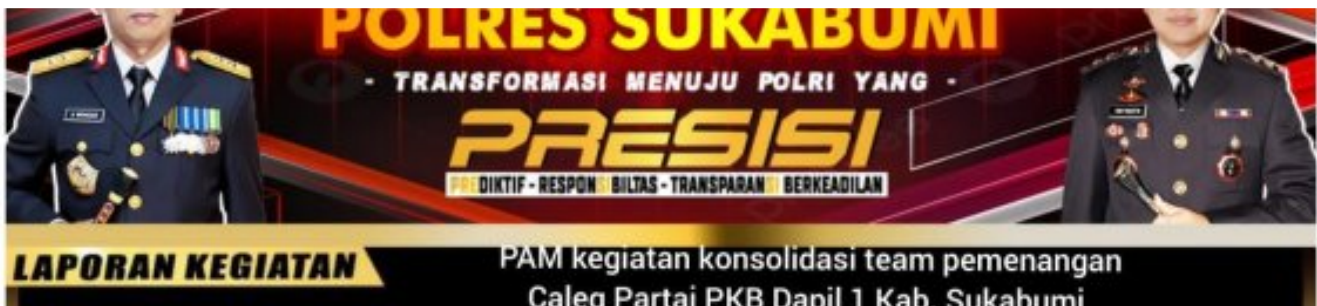 POLRES SUKABUMI
- TRANSFORMASI MENUJU POLRI YANG -
PRESISI
PREDIKTIF - RESPONSIBILTAS - TRANSPARANSI BERKEADILAN
LAPORAN KEGIATAN
PAM kegiatan konsolidasi team pemenangan
Caleg Partai PKB Dapil 1 Kab. Sukabumi